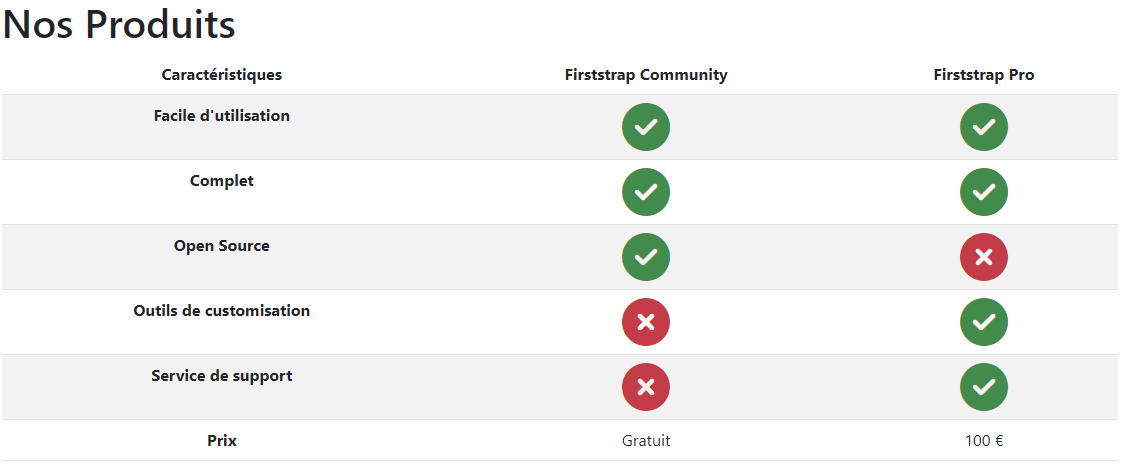 Nos Produits
Caractéristiques Firststrap Community Firststrap Pro
Facile d'utilisation
Complet
Open Source
Outils de customisation
Service de support
Prix Gratuit 100 €